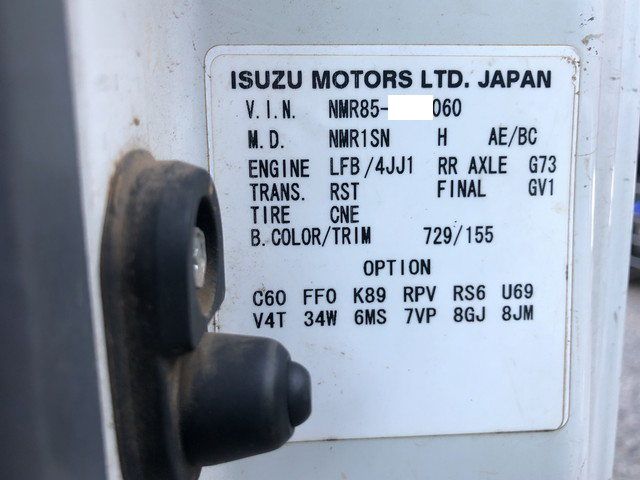 ISUZU MOTORS LTD. JAPAN
V.I.N. NMR85- 060
M.D. NMR1SN H AE/BC
ENGINE LFB/4JJ1 RR AXLE G73
TRANS. RST FINAL GV1
TIRE CNE
B.COLOR/TRIM 729/155
OPTION
C60 FF0 K89 RPV RS6 U69
V4T 34W 6MS 7VP 8GJ 8JM